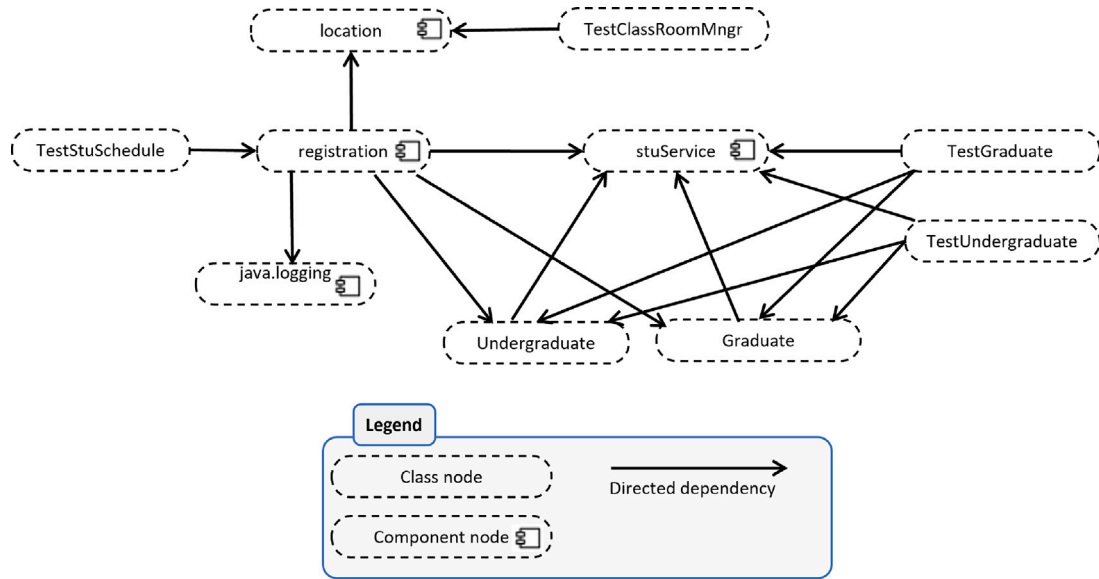 location
TestClassRoomMngr
TestStuSchedule
registration
stuService
TestGraduate
TestUndergraduate
java.logging
Undergraduate
Graduate
Legend
Class node
Directed dependency
Component node